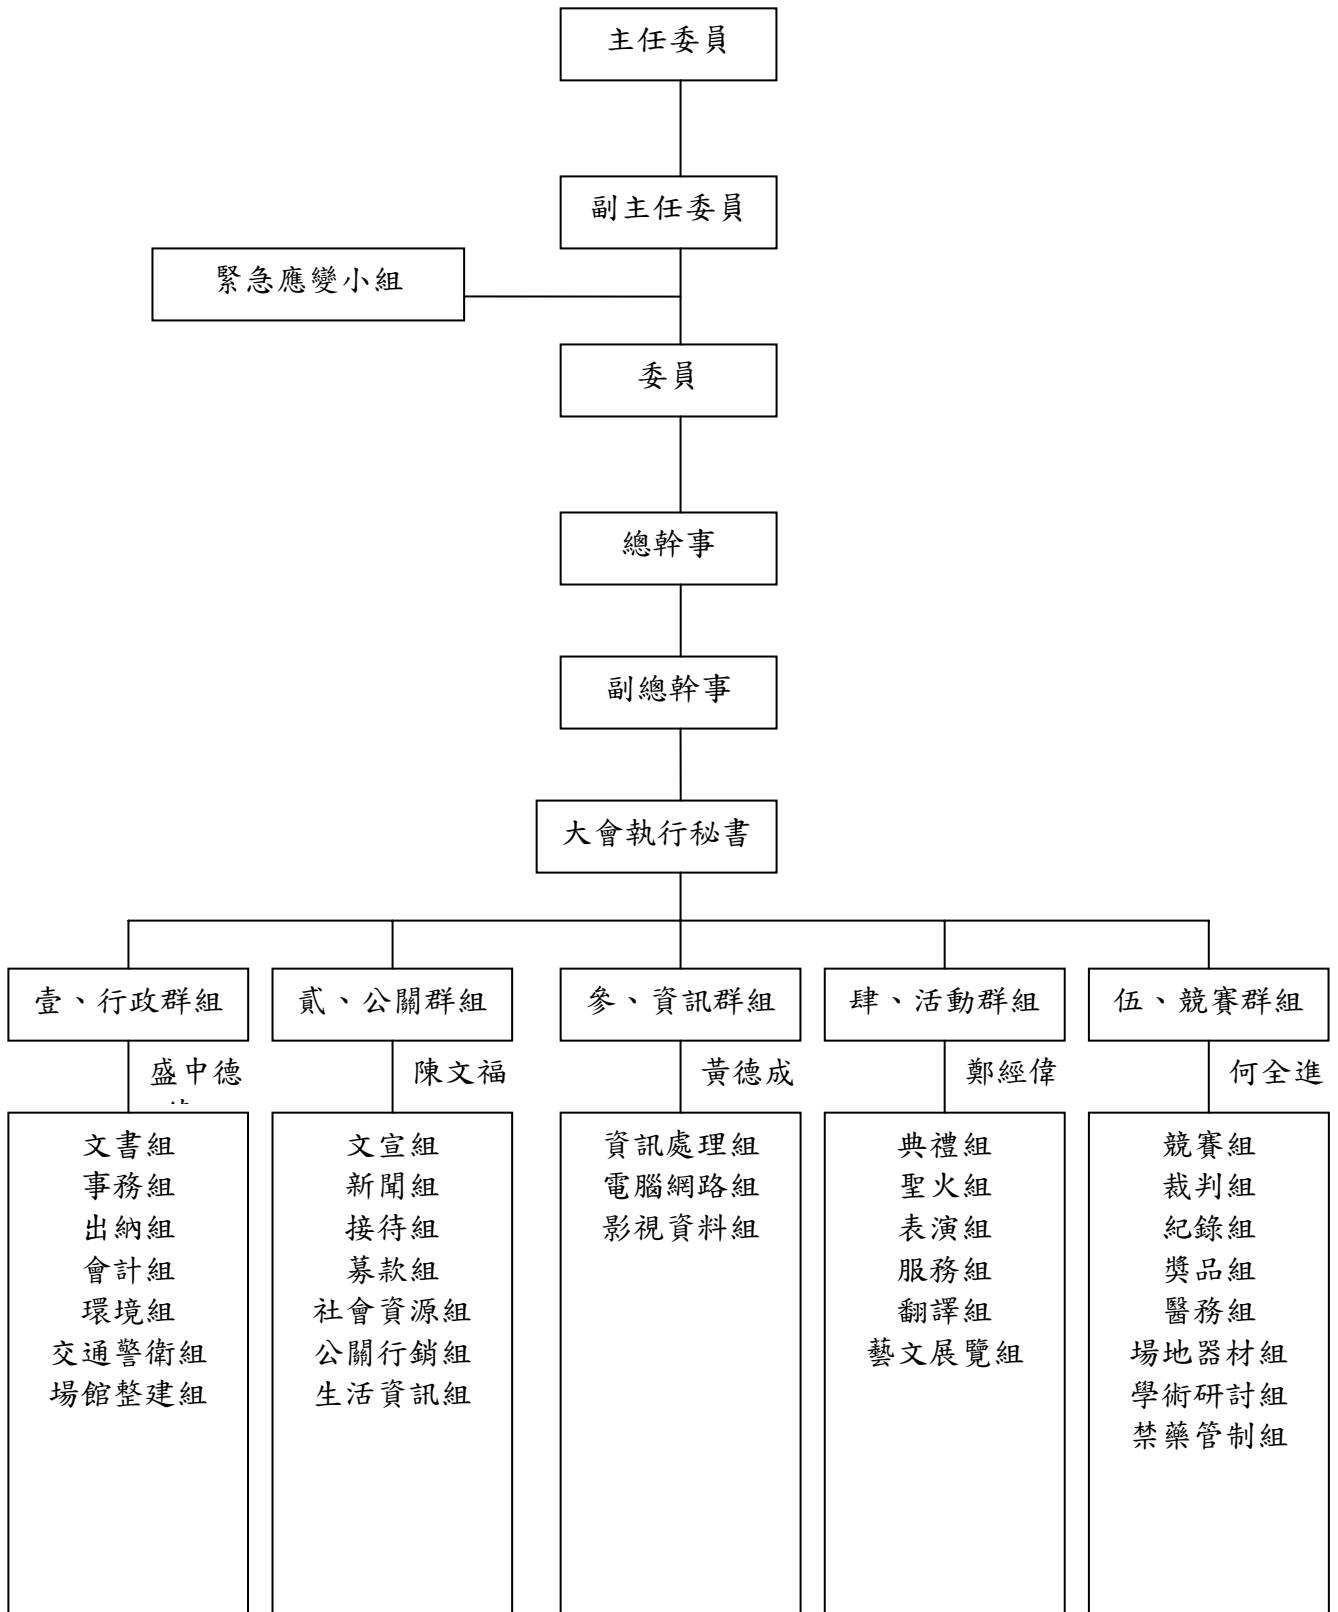 主任委員
副主任委員
緊急應變小組
委員
總幹事
副總幹事
大會執行秘書
壹、行政群組
盛中德
文書組
事務組
出納組
會計組
環境組
交通警衛組
場館整建組
貳、公關群組
陳文福
文宣組
新聞組
接待組
募款組
社會資源組
公關行銷組
生活資訊組
參、資訊群組
黃德成
資訊處理組
電腦網路組
影視資料組
肆、活動群組
鄭經偉
典禮組
聖火組
表演組
服務組
翻譯組
藝文展覽組
伍、競賽群組
何全進
競賽組
裁判組
紀錄組
獎品組
醫務組
場地器材組
學術研討組
禁藥管制組